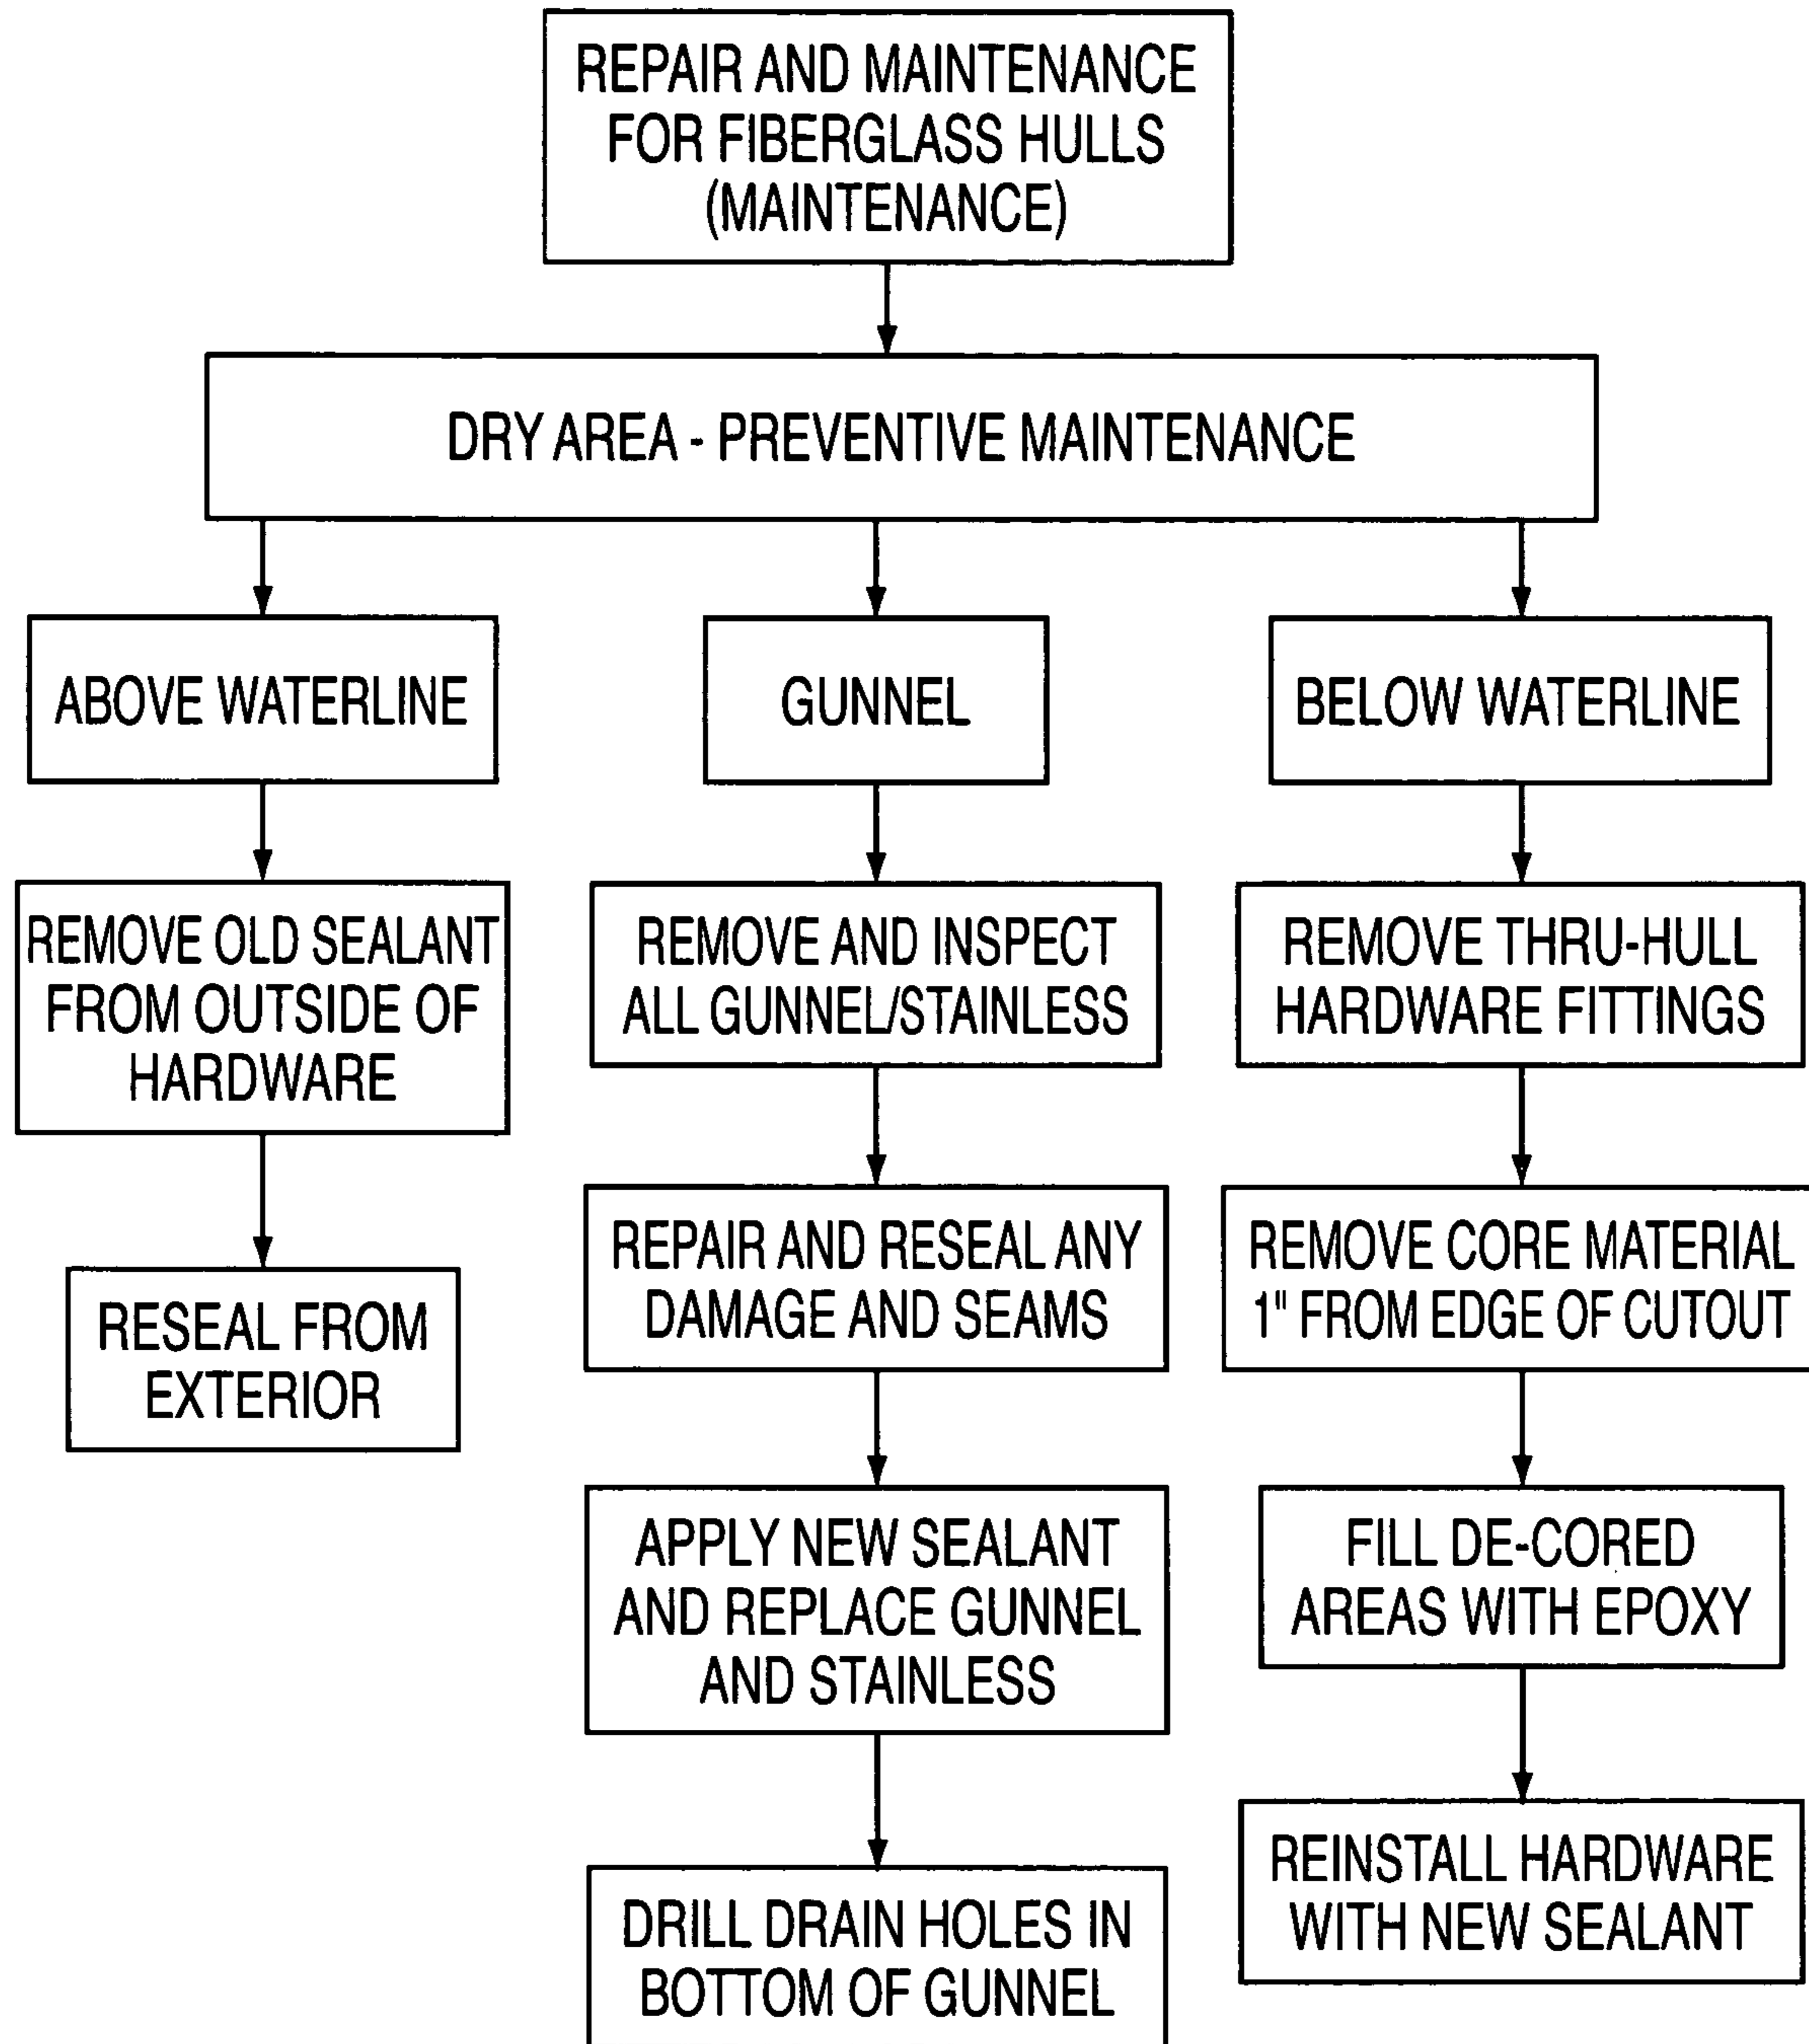 REPAIR AND MAINTENANCE
FOR FIBERGLASS HULLS
(MAINTENANCE)
DRY AREA - PREVENTIVE MAINTENANCE
ABOVE WATERLINE
REMOVE OLD SEALANT
FROM OUTSIDE OF
HARDWARE
RESEAL FROM
EXTERIOR
GUNNEL
REMOVE AND INSPECT
ALL GUNNEL/STAINLESS
REPAIR AND RESEAL ANY
DAMAGE AND SEAMS
APPLY NEW SEALANT
AND REPLACE GUNNEL
AND STAINLESS
DRILL DRAIN HOLES IN
BOTTOM OF GUNNEL
BELOW WATERLINE
REMOVE THRU-HULL
HARDWARE FITTINGS
REMOVE CORE MATERIAL
1" FROM EDGE OF CUTOUT
FILL DE-CORED
AREAS WITH EPOXY
REINSTALL HARDWARE
WITH NEW SEALANT